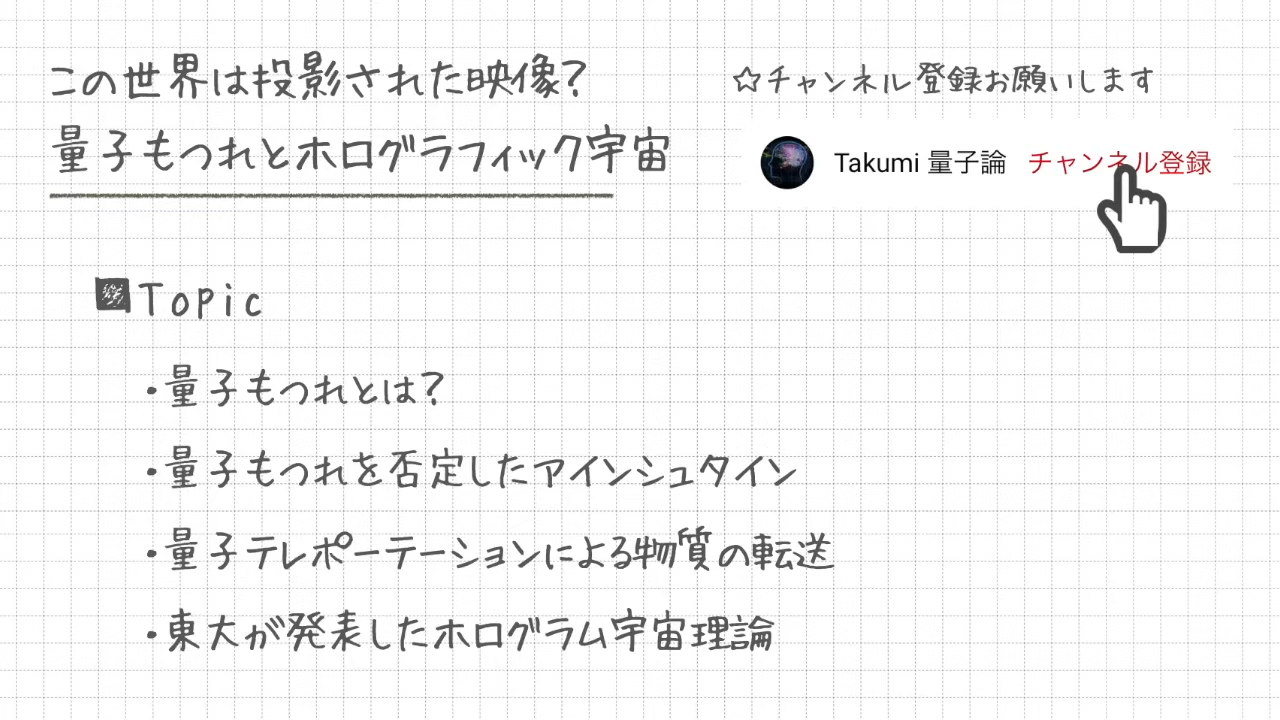 この世界は投影された映像?
量子もつれとホログラフィック宇宙
☆チャンネル登録お願いします
Takumi 量子論 チャンネル登録
■Topic
・量子もつれとは?
・量子もつれを否定したアインシュタイン
・量子テレポーテーションによる物質の転送
・東大が発表したホログラム宇宙理論